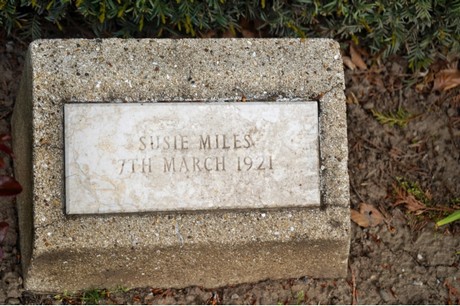 SUSIE MILES
7TH MARCH 1921